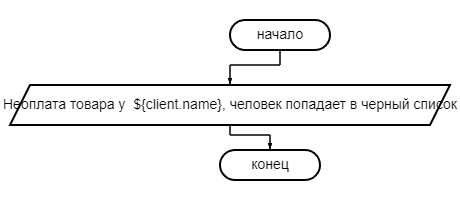 начало
Неоплата товара у ${client.name}, человек попадает в черный список
конец